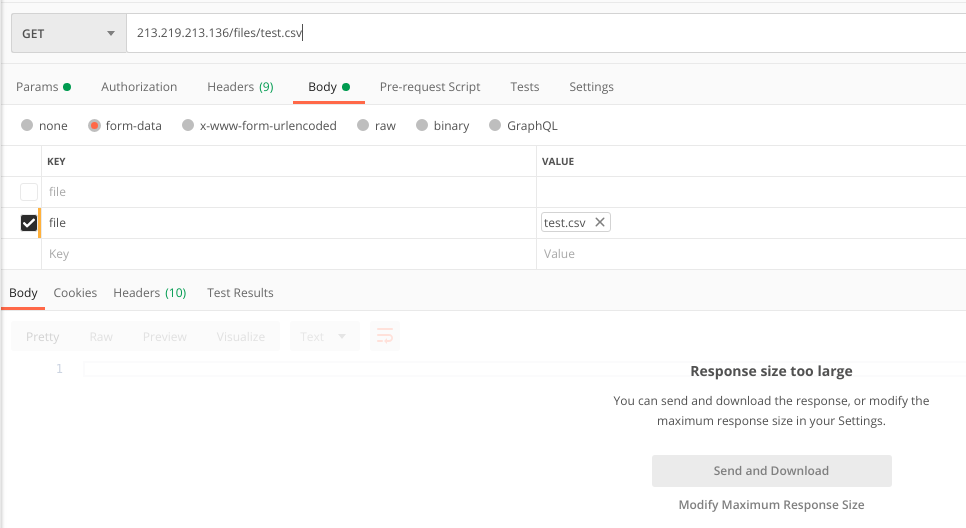 GET 213.219.213.136/files/test.csv
Params Authorization Headers (9) Body Pre-request Script Tests Settings
none form-data x-www-form-urlencoded raw binary GraphQL
KEY VALUE
file
file test.csv
Key Value
Body Cookies Headers (10) Test Results
Pretty Raw Preview Visualize Text
1
Response size too large
You can send and download the response, or modify the
maximum response size in your Settings.
Send and Download
Modify Maximum Response Size